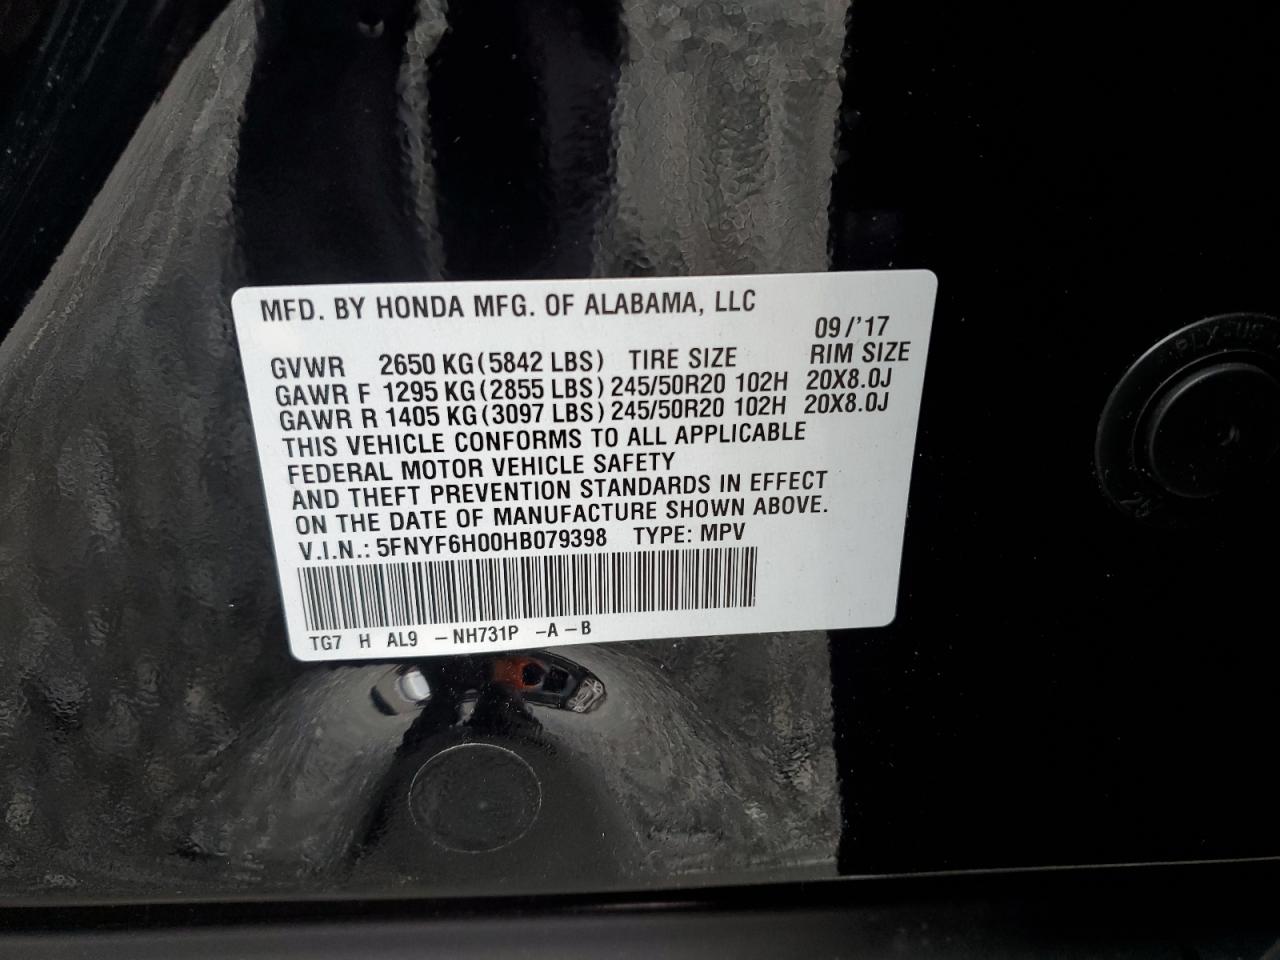 MFD. BY HONDA MFG. OF ALABAMA, LLC
09/'17
GVWR 2650 KG (5842 LBS) TIRE SIZE RIM SIZE
GAWR F 1295 KG (2855 LBS) 245/50R20 102H 20X8.0J
GAWR R 1405 KG (3097 LBS) 245/50R20 102H 20X8.0J
THIS VEHICLE CONFORMS TO ALL APPLICABLE
FEDERAL MOTOR VEHICLE SAFETY
AND THEFT PREVENTION STANDARDS IN EFFECT
ON THE DATE OF MANUFACTURE SHOWN ABOVE.
V.I.N.: 5FNYF6H00HB079398 TYPE: MPV
TG7 H AL9 -NH731P -A-B
25